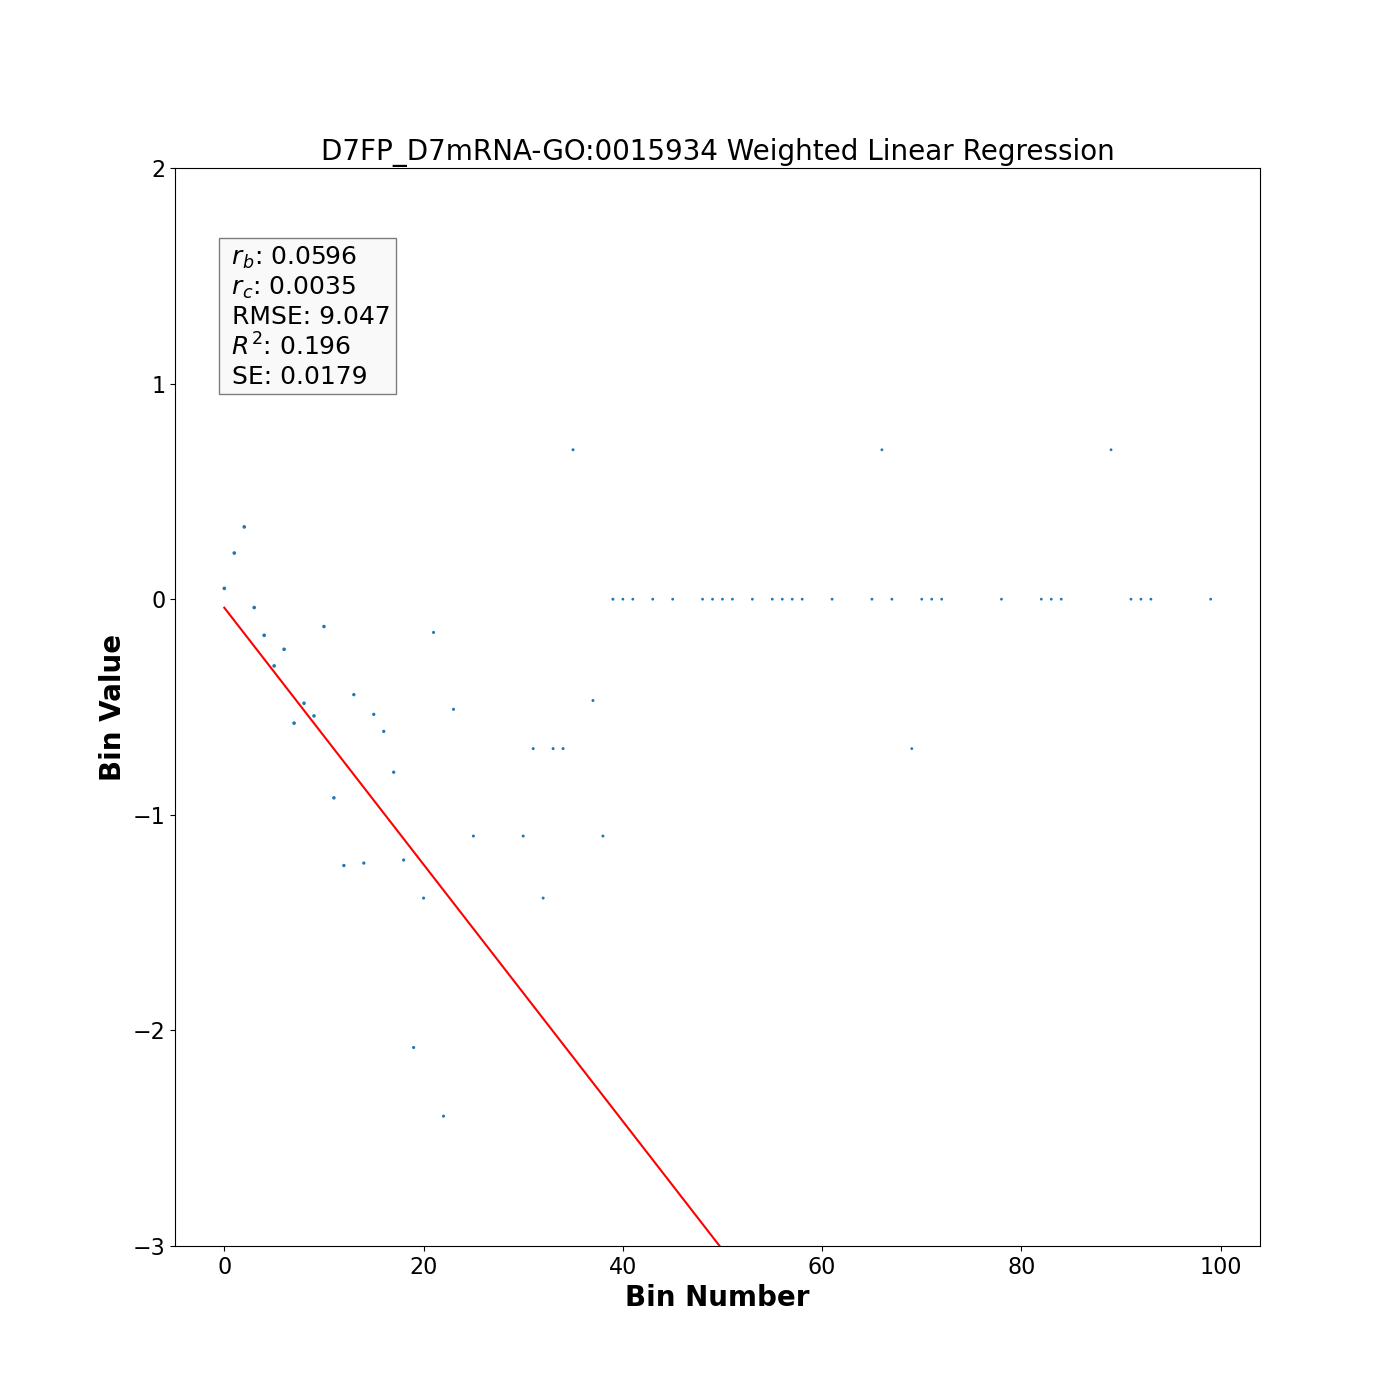 D7FP_D7mRNA-GO:0015934 Weighted Linear Regression
2
r_b: 0.0596
r_c: 0.0035
RMSE: 9.047
R²: 0.196
SE: 0.0179
1
0
−1
−2
−3
Bin Value
0 20 40 60 80 100
Bin Number